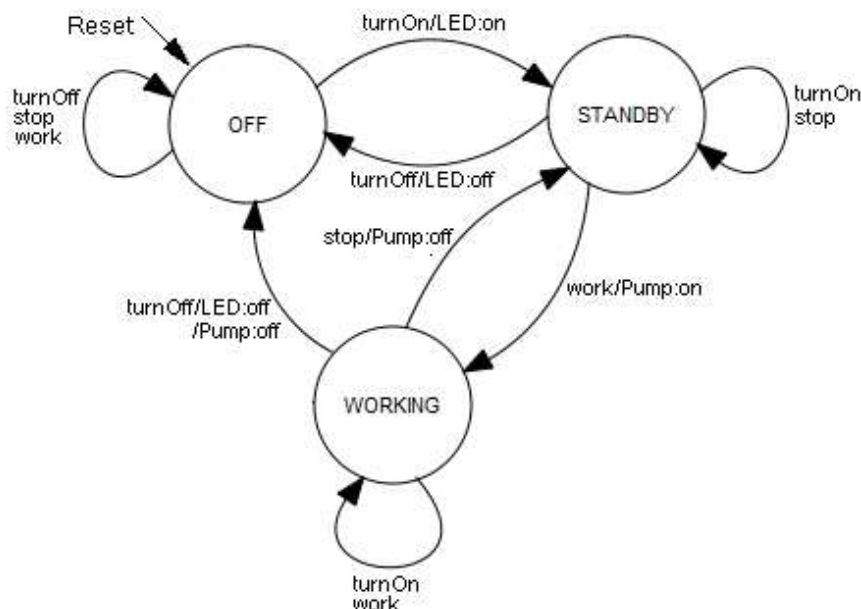 Reset
turnOn/LED:on
turnOff
stop
work
OFF
STANDBY
turnOn
stop
turnOff/LED:off
stop/Pump:off
work/Pump:on
turnOff/LED:off
/Pump:off
WORKING
turnOn
work